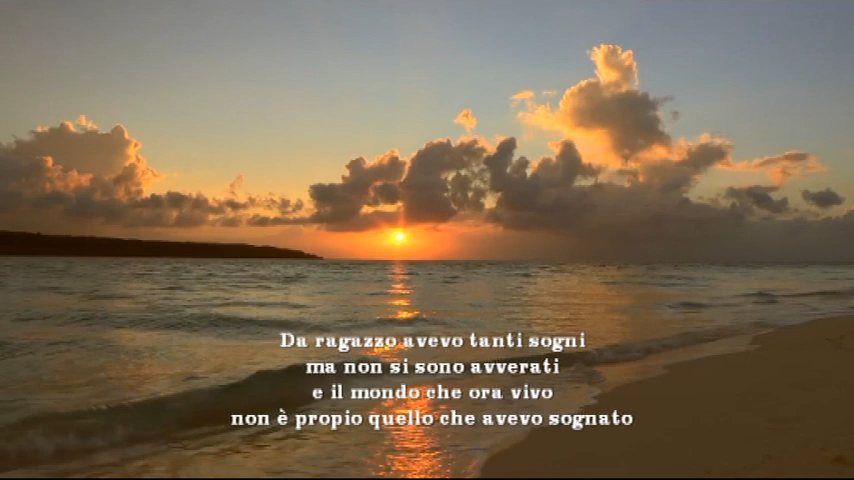 Da ragazzo avevo tanti sogni
ma non si sono avverati
e il mondo che ora vivo
non è propio quello che avevo sognato